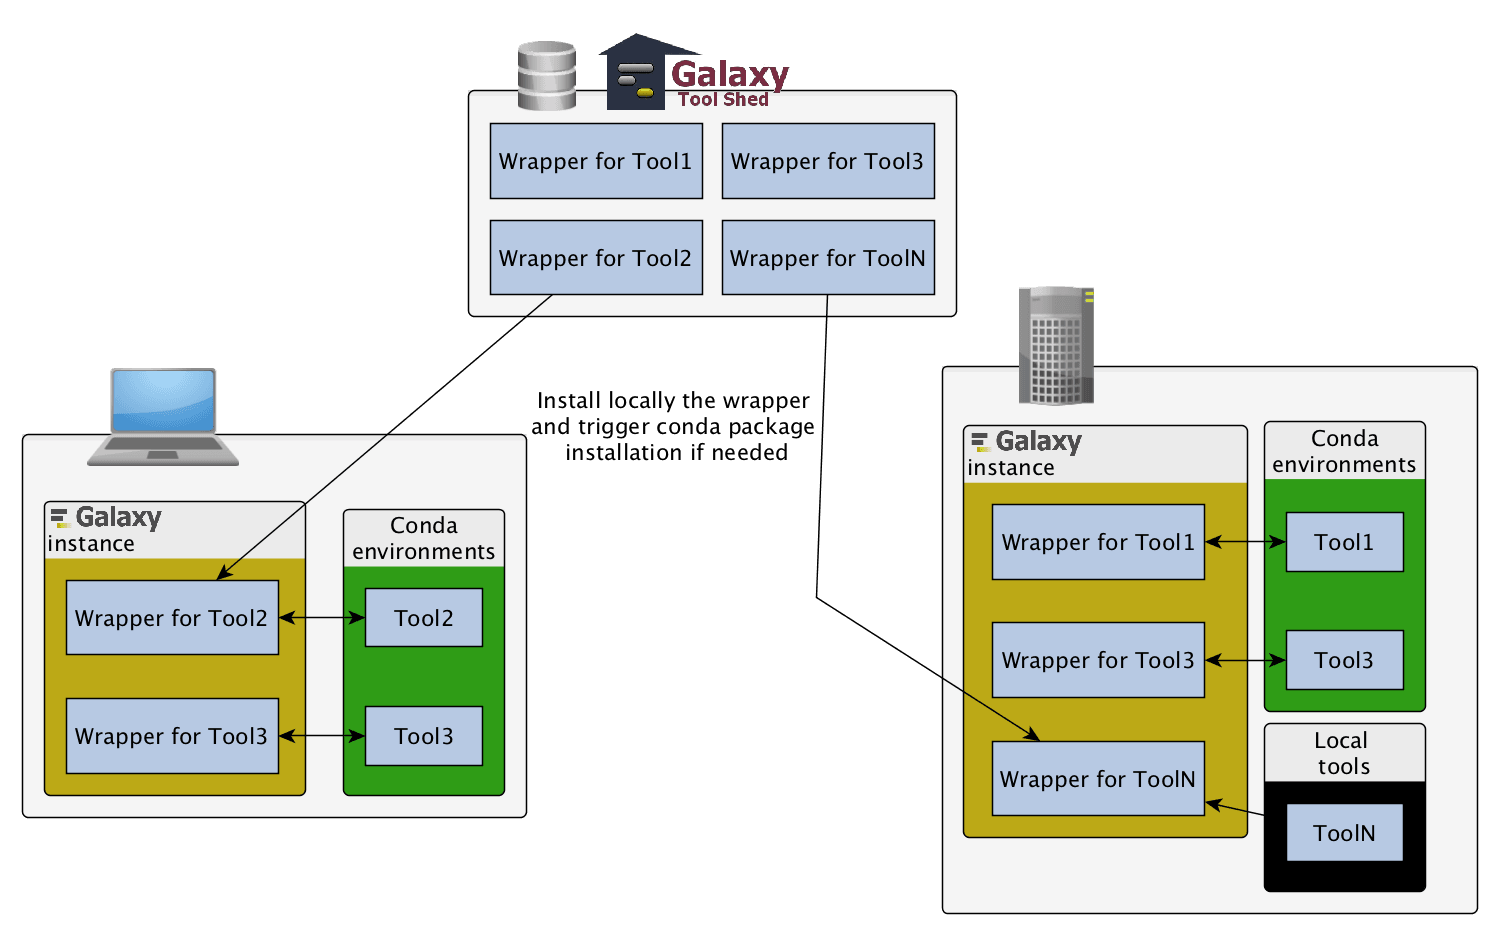 Galaxy
Tool Shed
Wrapper for Tool1
Wrapper for Tool3
Wrapper for Tool2
Wrapper for ToolN
Install locally the wrapper
and trigger conda package
installation if needed
Galaxy
instance
Conda
environments
Wrapper for Tool2
Tool2
Wrapper for Tool3
Tool3
Galaxy
instance
Conda
environments
Wrapper for Tool1
Tool1
Wrapper for Tool3
Tool3
Wrapper for ToolN
Local
tools
ToolN